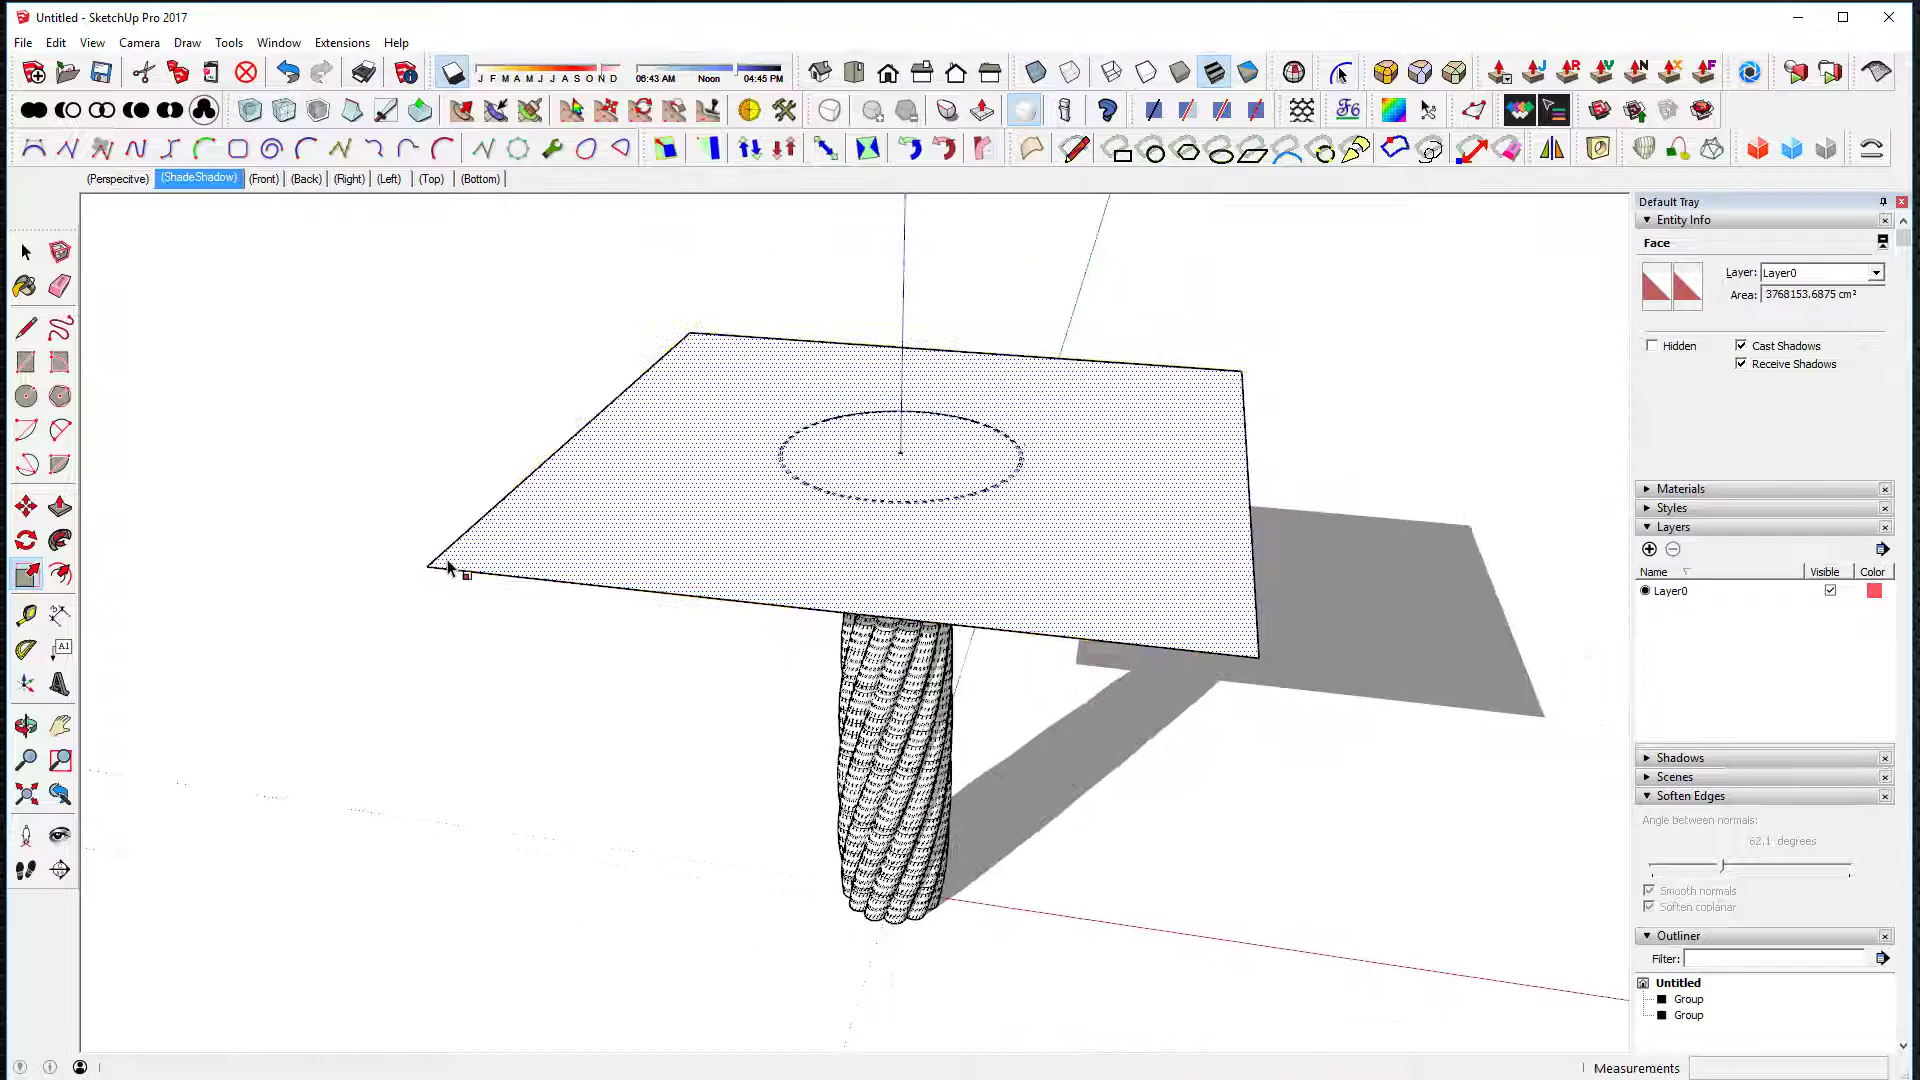 Untitled - SketchUp Pro 2017
File Edit View Camera Draw Tools Window Extensions Help
J F M A M J J A S O N D 06:43 AM Noon 04:45 PM
J R V N X F
F6
(Perspective) (ShadeShadow) (Front) (Back) (Right) (Left) (Top) (Bottom)
Default Tray
Entity Info
Face
Layer: Layer0
Area: 3768153.6875 cm²
Hidden Cast Shadows
Receive Shadows
Materials
Styles
Layers
Name Visible Color
Layer0
A1
Shadows
Scenes
Soften Edges
Angle between normals:
62.1 degrees
Smooth normals
Soften coplanar
Outliner
Filter:
Untitled
Group
Group
Measurements